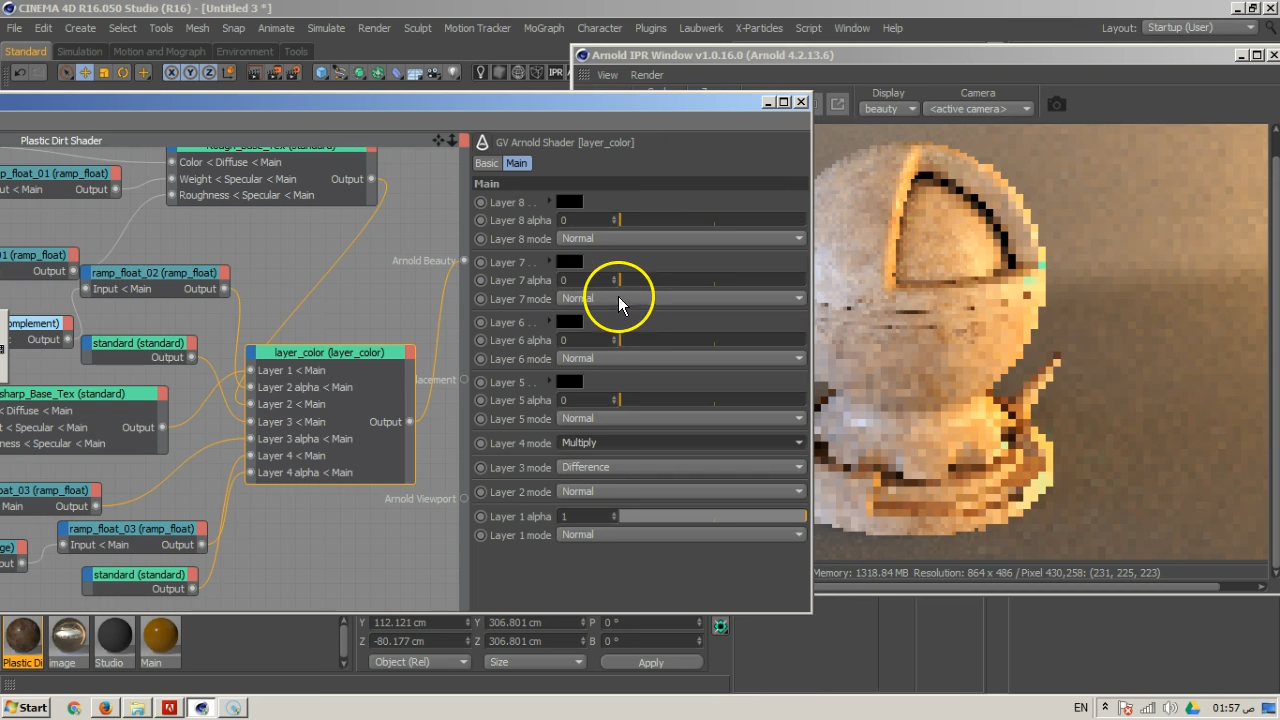 CINEMA 4D R16.050 Studio (R16) - [Untitled 3 *]
File Edit Create Select Tools Mesh Snap Animate Simulate Render Sculpt Motion Tracker MoGraph Character Plugins Laubwerk X-Particles Script Window Help
Layout: Startup (User)
Standard Simulation Motion and Mograph Environment Tools
Arnold IPR Window v1.0.16.0 (Arnold 4.2.13.6)
IPR
View Render
Display Camera
beauty <active camera>
Plastic Dirt Shader
GV Arnold Shader [layer_color]
Basic Main
Main
(standard)
Color < Diffuse < Main
Weight < Specular < Main Output
Roughness < Specular < Main
ramp_float_01)
Main Output
Output
ramp_float_02 (ramp_float)
Input < Main Output
omplement)
Output
standard (standard)
Output
sharp_Base_Tex (standard)
< Diffuse < Main
< Specular < Main Output
ness < Specular < Main
layer_color (layer_color)
Layer 1 < Main
Layer 2 alpha < Main
Layer 2 < Main
Layer 3 < Main Output
Layer 3 alpha < Main
Layer 4 < Main
Layer 4 alpha < Main
Main Output
ramp_float_03 (ramp_float)
Input < Main Output
standard (standard)
Output
Arnold Beauty
lacement
Arnold Viewport
Layer 8 . .
Layer 8 alpha 0
Layer 8 mode Normal
Layer 7 . .
Layer 7 alpha 0
Layer 7 mode Normal
Layer 6 . .
Layer 6 alpha 0
Layer 6 mode Normal
Layer 5 . .
Layer 5 alpha 0
Layer 5 mode Normal
Layer 4 mode Multiply
Layer 3 mode Difference
Layer 2 mode Normal
Layer 1 alpha 1
Layer 1 mode Normal
Memory: 1318.84 MB Resolution: 864 x 486 / Pixel 430,258: (231, 225, 223)
Plastic Di image Studio Main
Y 112.121 cm Y 306.801 cm P 0 °
Z -80.177 cm Z 306.801 cm B 0 °
Object (Rel) Size Apply
Start
EN 01:57 ص